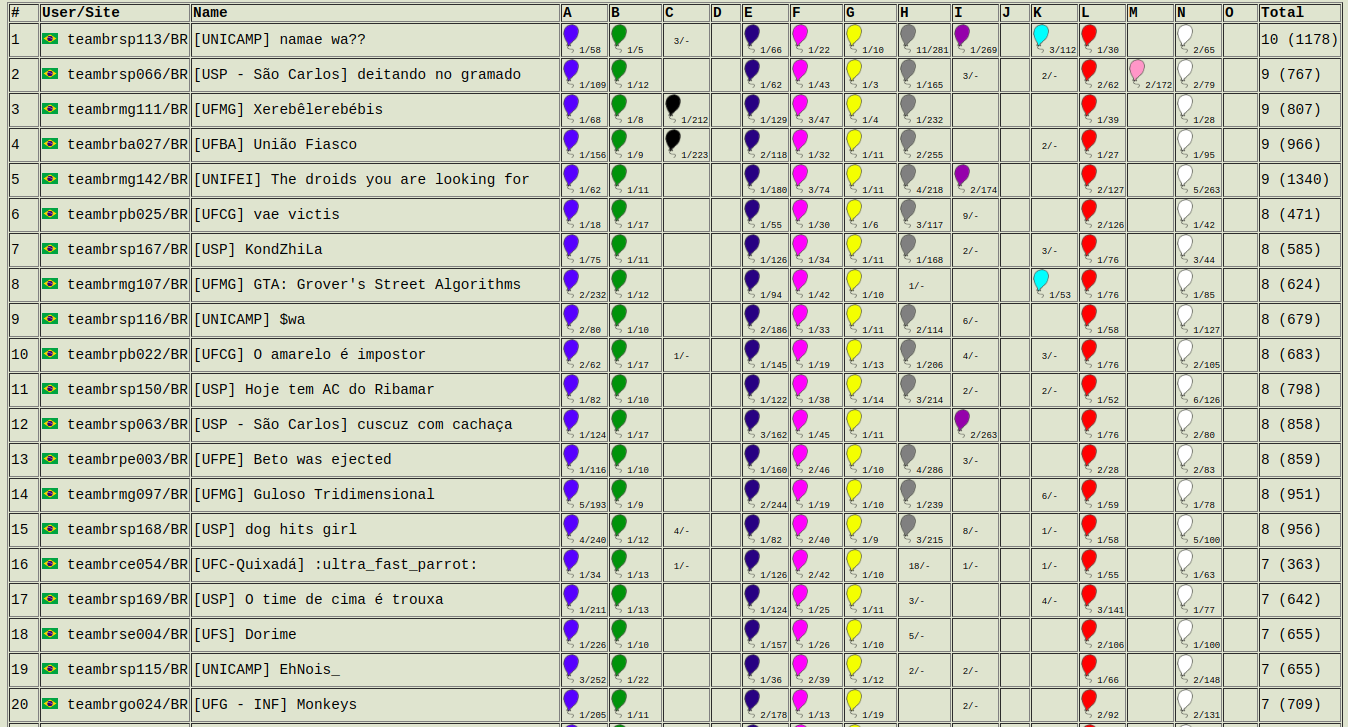 # User/Site Name A B C D E F G H I J K L M N O Total
1 teambrsp113/BR [UNICAMP] namae wa?? 1/58 1/5 3/- 1/66 1/22 1/10 11/281 1/269 3/112 1/30 2/65 10 (1178)
2 teambrsp066/BR [USP - São Carlos] deitando no gramado 1/109 1/12 1/62 1/43 1/3 1/165 3/- 2/- 2/62 2/172 2/79 9 (767)
3 teambrmg111/BR [UFMG] Xerebêlerebébis 1/68 1/8 1/212 1/129 3/47 1/4 1/232 1/39 1/28 9 (807)
4 teambrba027/BR [UFBA] União Fiasco 1/156 1/9 1/223 2/118 1/32 1/11 2/255 2/- 1/27 1/95 9 (966)
5 teambrmg142/BR [UNIFEI] The droids you are looking for 1/62 1/11 1/180 3/74 1/11 4/218 2/174 2/127 5/263 9 (1340)
6 teambrpb025/BR [UFCG] vae victis 1/18 1/17 1/55 1/30 1/6 3/117 9/- 2/126 1/42 8 (471)
7 teambrsp167/BR [USP] KondZhiLa 1/75 1/11 1/126 1/34 1/11 1/168 2/- 3/- 1/76 3/44 8 (585)
8 teambrmg107/BR [UFMG] GTA: Grover's Street Algorithms 2/232 1/12 1/94 1/42 1/10 1/- 1/53 1/76 1/85 8 (624)
9 teambrsp116/BR [UNICAMP] $wa 2/80 1/10 2/186 1/33 1/11 2/114 6/- 1/58 1/127 8 (679)
10 teambrpb022/BR [UFCG] O amarelo é impostor 2/62 1/17 1/- 1/145 1/19 1/13 1/206 4/- 3/- 1/76 2/105 8 (683)
11 teambrsp150/BR [USP] Hoje tem AC do Ribamar 1/82 1/10 1/122 1/38 1/14 3/214 2/- 2/- 1/52 6/126 8 (798)
12 teambrsp063/BR [USP - São Carlos] cuscuz com cachaça 1/124 1/17 3/162 1/45 1/11 2/263 1/76 2/80 8 (858)
13 teambrpe003/BR [UFPE] Beto was ejected 1/116 1/10 1/160 2/46 1/10 4/286 3/- 2/28 2/83 8 (859)
14 teambrmg097/BR [UFMG] Guloso Tridimensional 5/193 1/9 2/244 1/19 1/10 1/239 6/- 1/59 1/78 8 (951)
15 teambrsp168/BR [USP] dog hits girl 4/240 1/12 4/- 1/82 2/40 1/9 3/215 8/- 1/- 1/58 5/100 8 (956)
16 teambrce054/BR [UFC-Quixadá] :ultra_fast_parrot: 1/34 1/13 1/- 1/126 2/42 1/10 18/- 1/- 1/- 1/55 1/63 7 (363)
17 teambrsp169/BR [USP] O time de cima é trouxa 1/211 1/13 1/124 1/25 1/11 3/- 4/- 3/141 1/77 7 (642)
18 teambrse004/BR [UFS] Dorime 1/226 1/10 1/157 1/26 1/10 5/- 2/106 1/100 7 (655)
19 teambrsp115/BR [UNICAMP] EhNois_ 3/252 1/22 1/36 2/39 1/12 2/- 2/- 1/66 2/148 7 (655)
20 teambrgo024/BR [UFG - INF] Monkeys 1/205 1/11 2/178 1/13 1/19 2/- 2/92 2/131 7 (709)